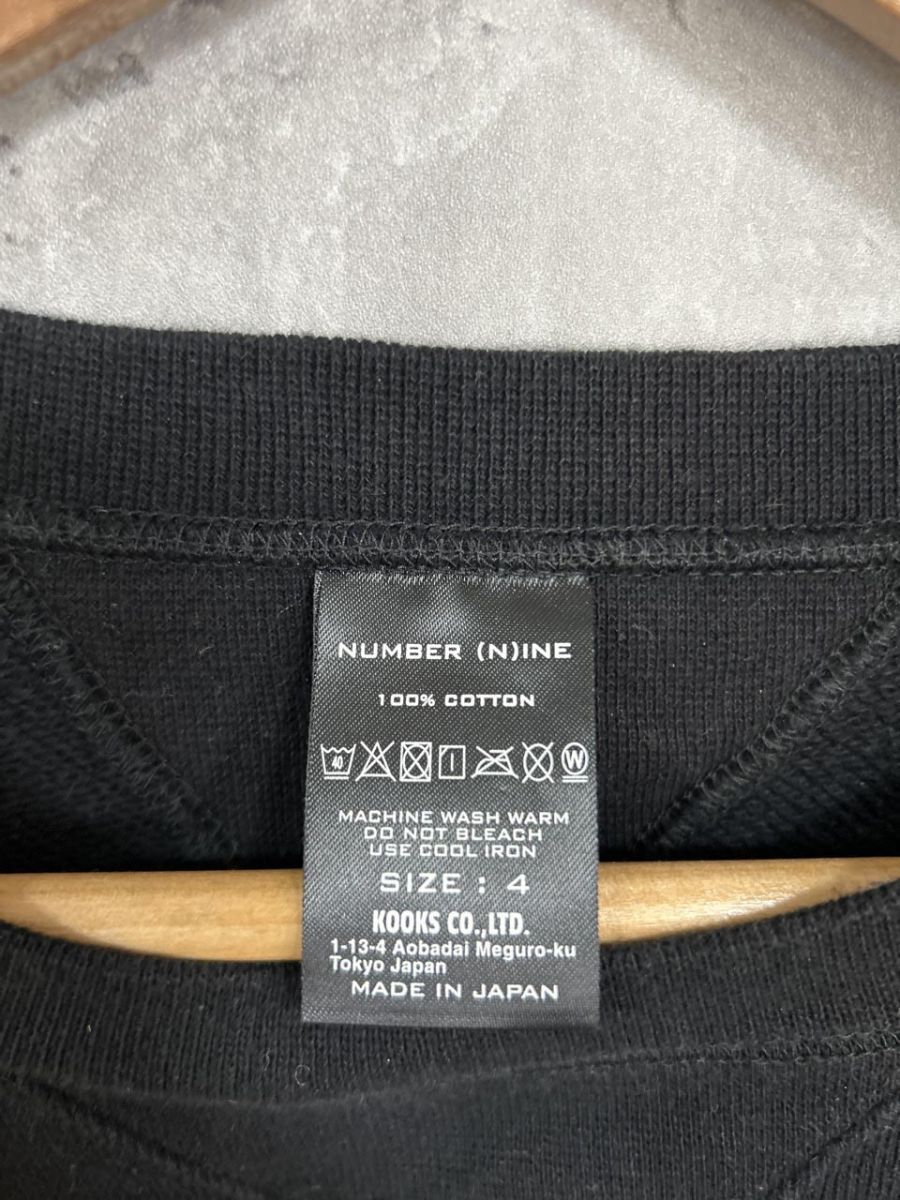 NUMBER (N)INE
100% COTTON
40 W
MACHINE WASH WARM
DO NOT BLEACH
USE COOL IRON
SIZE : 4
KOOKS CO.,LTD.
1-13-4 Aobadai Meguro-ku
Tokyo Japan
MADE IN JAPAN